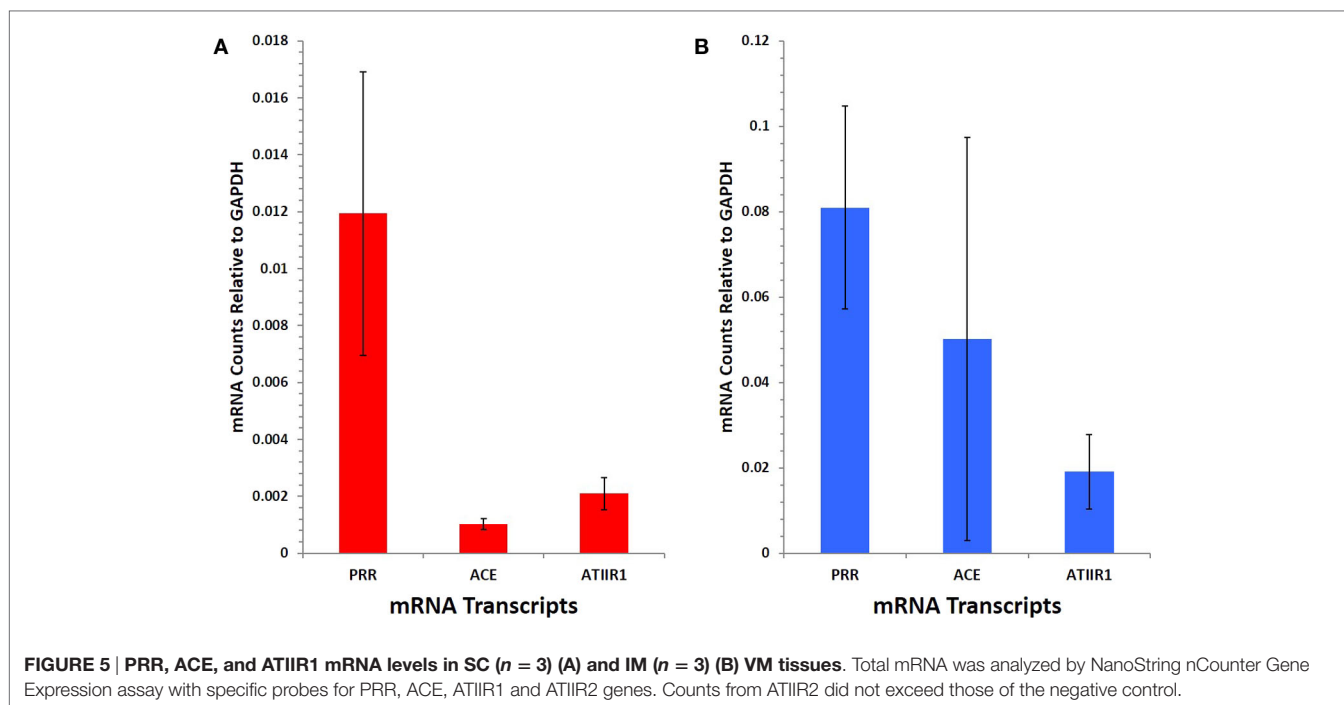 A
0.018
0.016
0.014
0.012
0.01
0.008
0.006
0.004
0.002
0
mRNA Counts Relative to GAPDH
PRR ACE ATIIR1
mRNA Transcripts
B
0.12
0.1
0.08
0.06
0.04
0.02
0
mRNA Counts Relative to GAPDH
PRR ACE ATIIR1
mRNA Transcripts
FIGURE 5 | PRR, ACE, and ATIIR1 mRNA levels in SC (n = 3) (A) and IM (n = 3) (B) VM tissues. Total mRNA was analyzed by NanoString nCounter Gene
Expression assay with specific probes for PRR, ACE, ATIIR1 and ATIIR2 genes. Counts from ATIIR2 did not exceed those of the negative control.